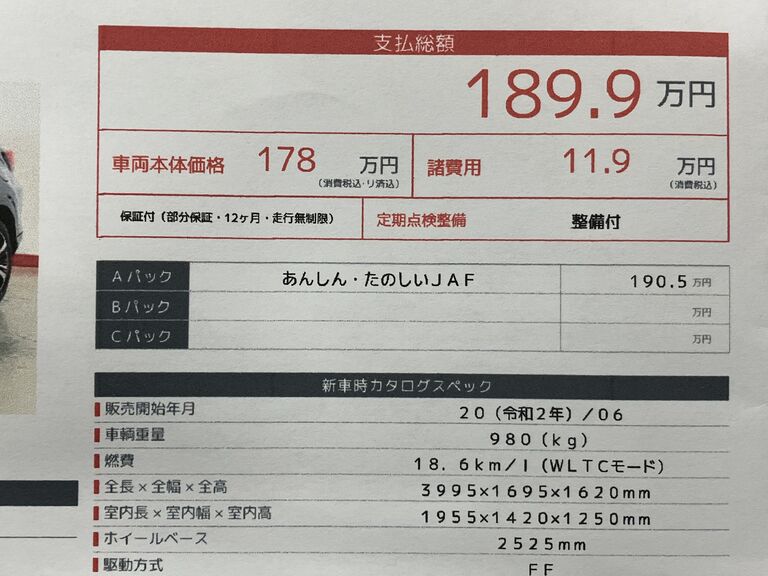 支払総額
189.9 万円
車両本体価格 178 万円 (消費税込・リ済込) 諸費用 11.9 万円 (消費税込)
保証付 (部分保証・12ヶ月・走行無制限) 定期点検整備 整備付
Aパック あんしん・たのしいJAF 190.5 万円
Bパック 万円
Cパック 万円
新車時カタログスペック
販売開始年月 20 (令和2年) /06
車輌重量 980 (kg)
燃費 18.6km/l (WLTCモード)
全長×全幅×全高 3995×1695×1620mm
室内長×室内幅×室内高 1955×1420×1250mm
ホイールベース 2525mm
駆動方式 FF